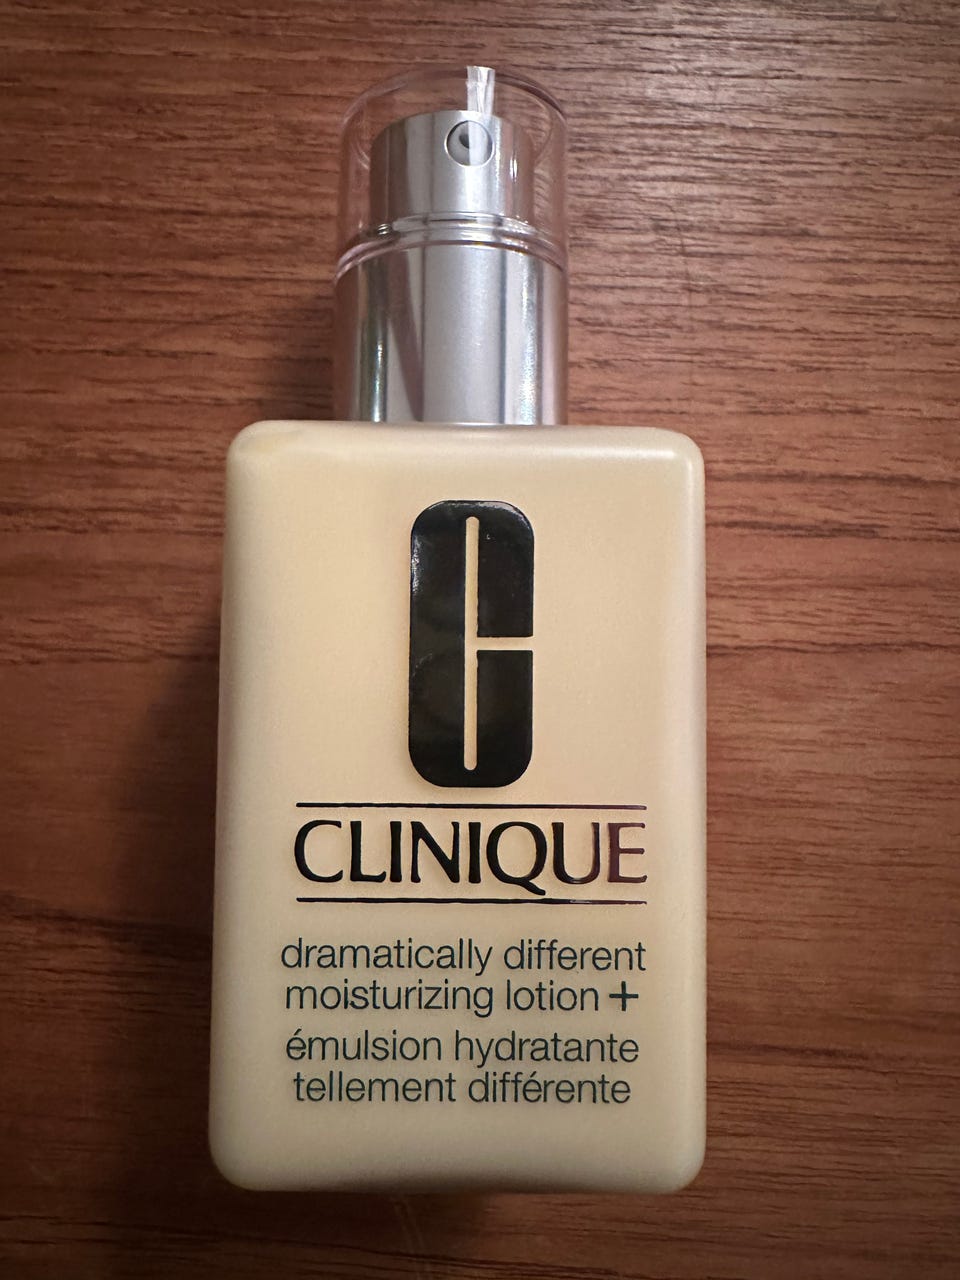 C
CLINIQUE
dramatically different
moisturizing lotion +
émulsion hydratante
tellement différente